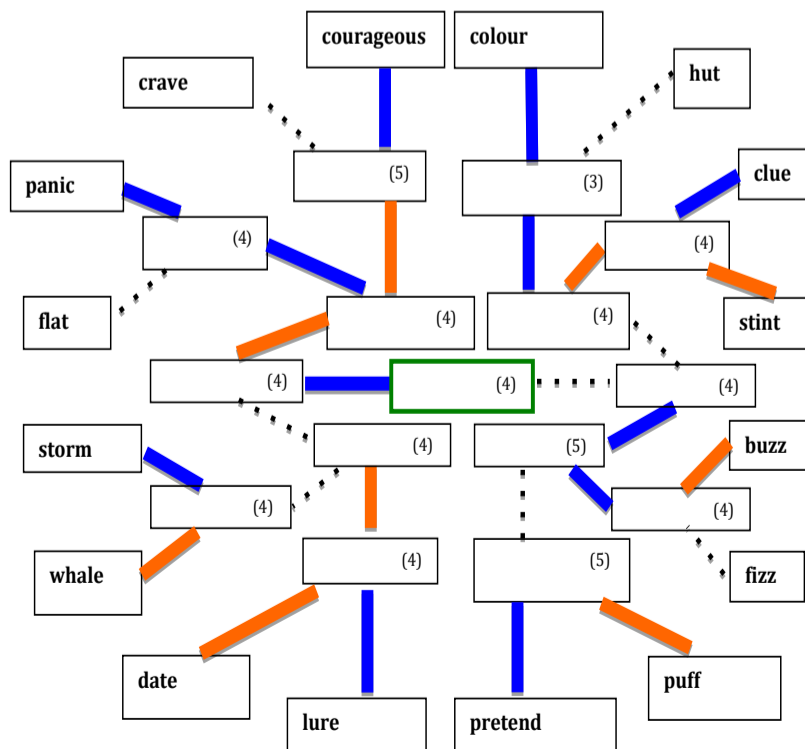 courageous
colour
crave
hut
(5)
(3)
panic
clue
(4)
(4)
flat
(4)
(4)
stint
(4)
(4)
(4)
storm
(4)
(5)
buzz
(4)
(4)
whale
(4)
(5)
fizz
date
puff
lure
pretend